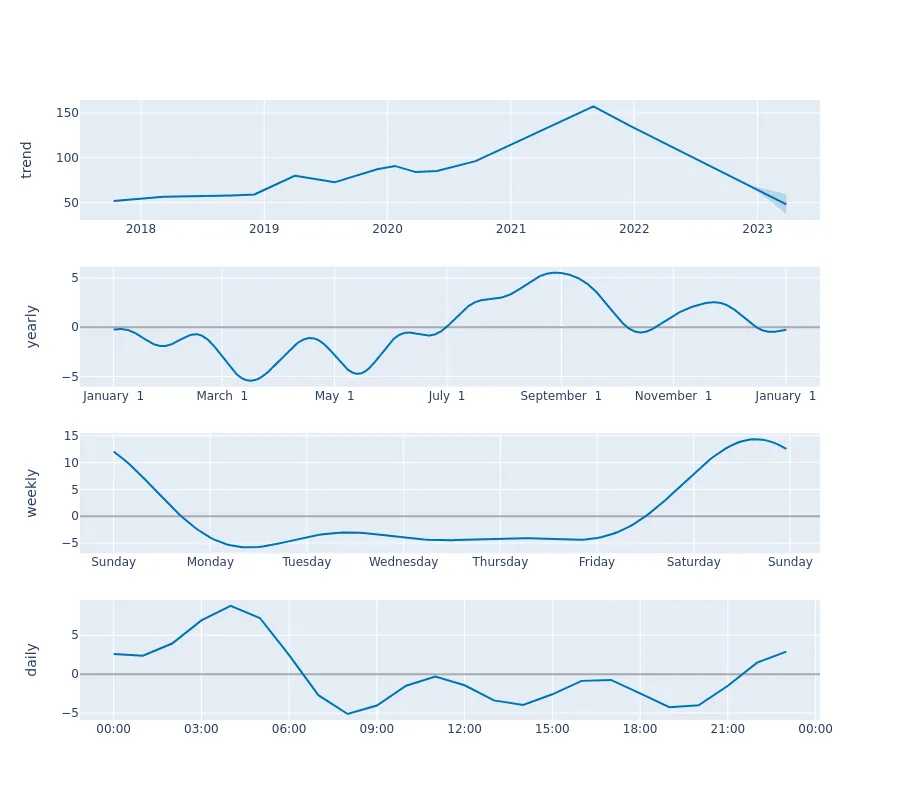 trend
150
100
50
2018 2019 2020 2021 2022 2023
yearly
5
0
−5
January 1 March 1 May 1 July 1 September 1 November 1 January 1
weekly
15
10
5
0
−5
Sunday Monday Tuesday Wednesday Thursday Friday Saturday Sunday
daily
5
0
−5
00:00 03:00 06:00 09:00 12:00 15:00 18:00 21:00 00:00